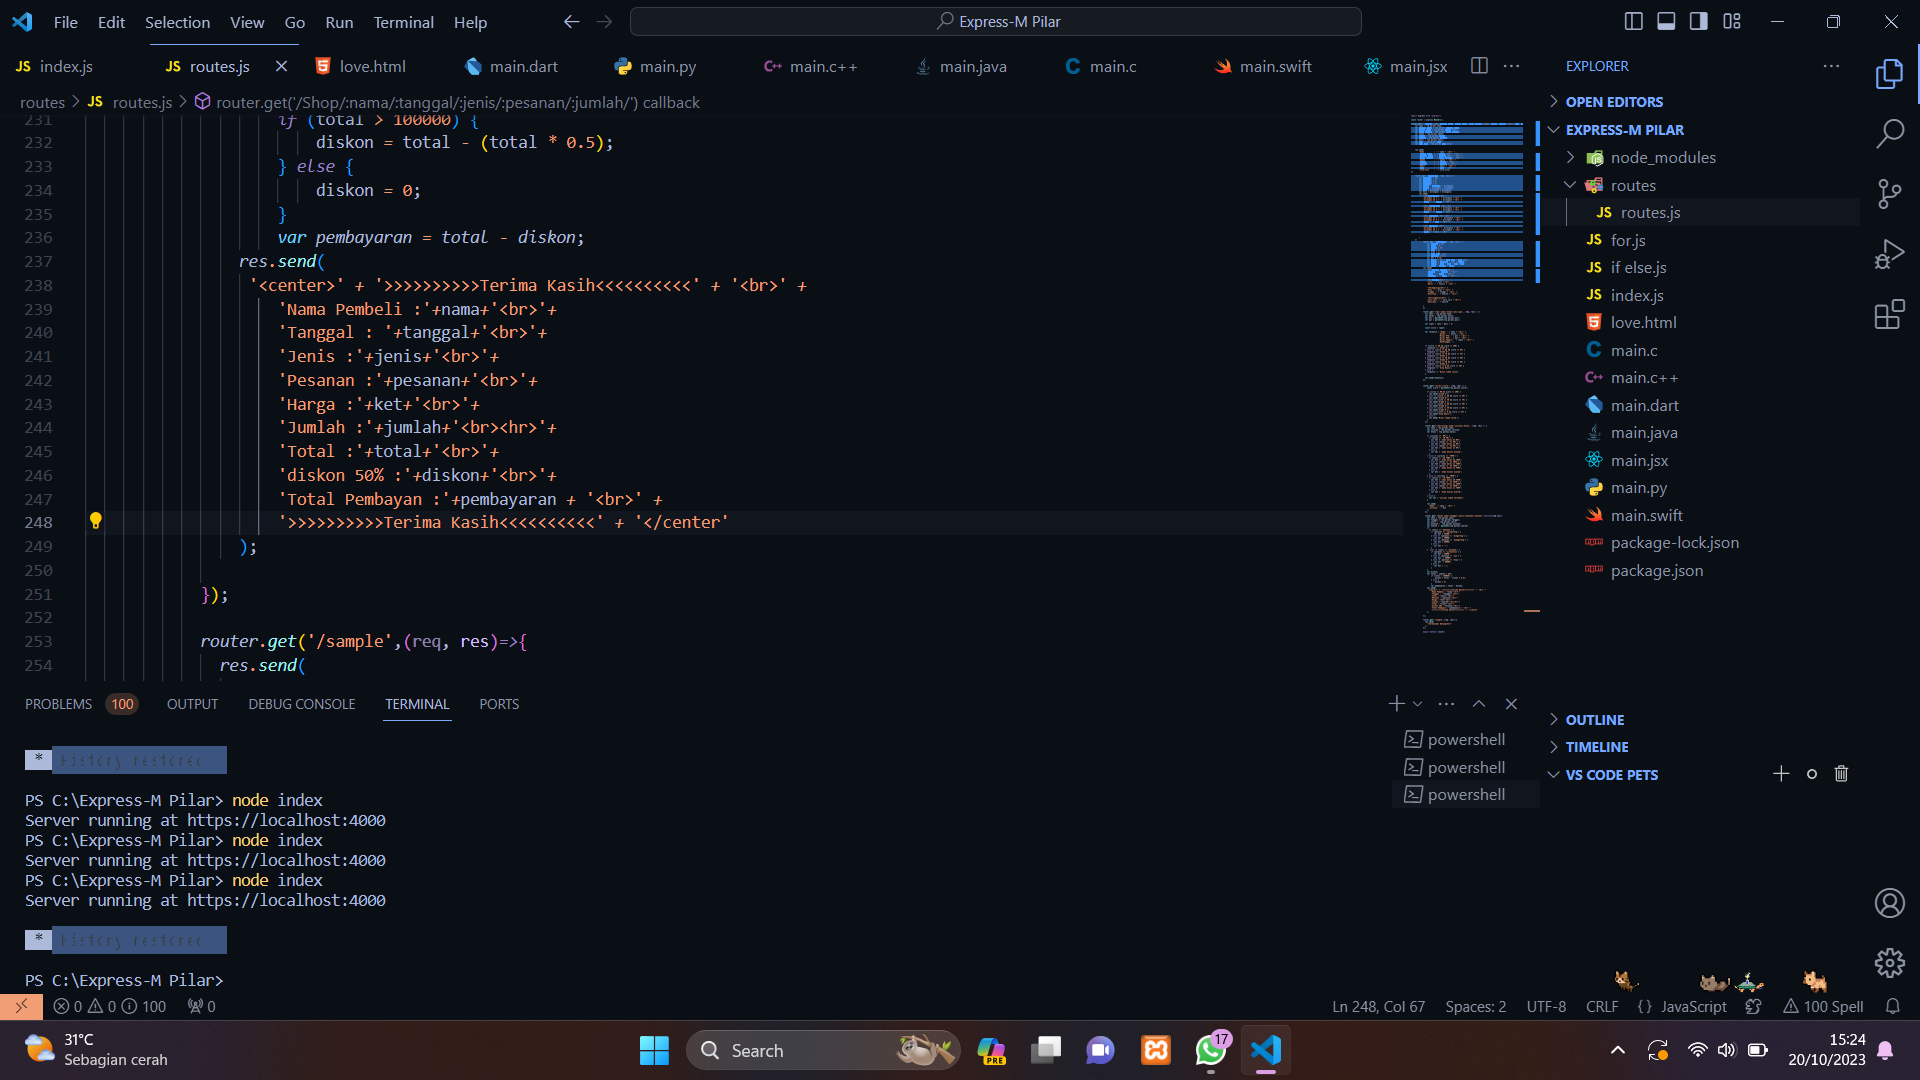 File Edit Selection View Go Run Terminal Help
Express-M Pilar
JS index.js
JS routes.js
love.html
main.dart
main.py
C++ main.c++
main.java
C main.c
main.swift
main.jsx
EXPLORER
routes > JS routes.js > router.get('/Shop/:nama/:tanggal/:jenis/:pesanan/:jumlah/') callback
231 if (total > 100000) {
232 diskon = total - (total * 0.5);
233 } else {
234 diskon = 0;
235 }
236 var pembayaran = total - diskon;
237 res.send(
238 '<center>' + '>>>>>>>>>>Terima Kasih<<<<<<<<<<' + '<br>' +
239 'Nama Pembeli :'+nama+'<br>'+
240 'Tanggal : '+tanggal+'<br>'+
241 'Jenis :'+jenis+'<br>'+
242 'Pesanan :'+pesanan+'<br>'+
243 'Harga :'+ket+'<br>'+
244 'Jumlah :'+jumlah+'<br><hr>'+
245 'Total :'+total+'<br>'+
246 'diskon 50% :'+diskon+'<br>'+
247 'Total Pembayan :'+pembayaran + '<br>' +
248 '>>>>>>>>>>Terima Kasih<<<<<<<<<<' + '</center'
249 );
250
251 });
252
253 router.get('/sample',(req, res)=>{
254 res.send(
OPEN EDITORS
EXPRESS-M PILAR
node_modules
routes
JS routes.js
JS for.js
JS if else.js
JS index.js
love.html
C main.c
C++ main.c++
main.dart
main.java
main.jsx
main.py
main.swift
package-lock.json
package.json
OUTLINE
TIMELINE
VS CODE PETS
PROBLEMS 100 OUTPUT DEBUG CONSOLE TERMINAL PORTS
powershell
powershell
powershell
* History restored
PS C:\Express-M Pilar> node index
Server running at https://localhost:4000
PS C:\Express-M Pilar> node index
Server running at https://localhost:4000
PS C:\Express-M Pilar> node index
Server running at https://localhost:4000
* History restored
PS C:\Express-M Pilar>
0 0 100 0
Ln 248, Col 67 Spaces: 2 UTF-8 CRLF {} JavaScript 100 Spell
31°C
Sebagian cerah
Search
PRE
17
15:24
20/10/2023